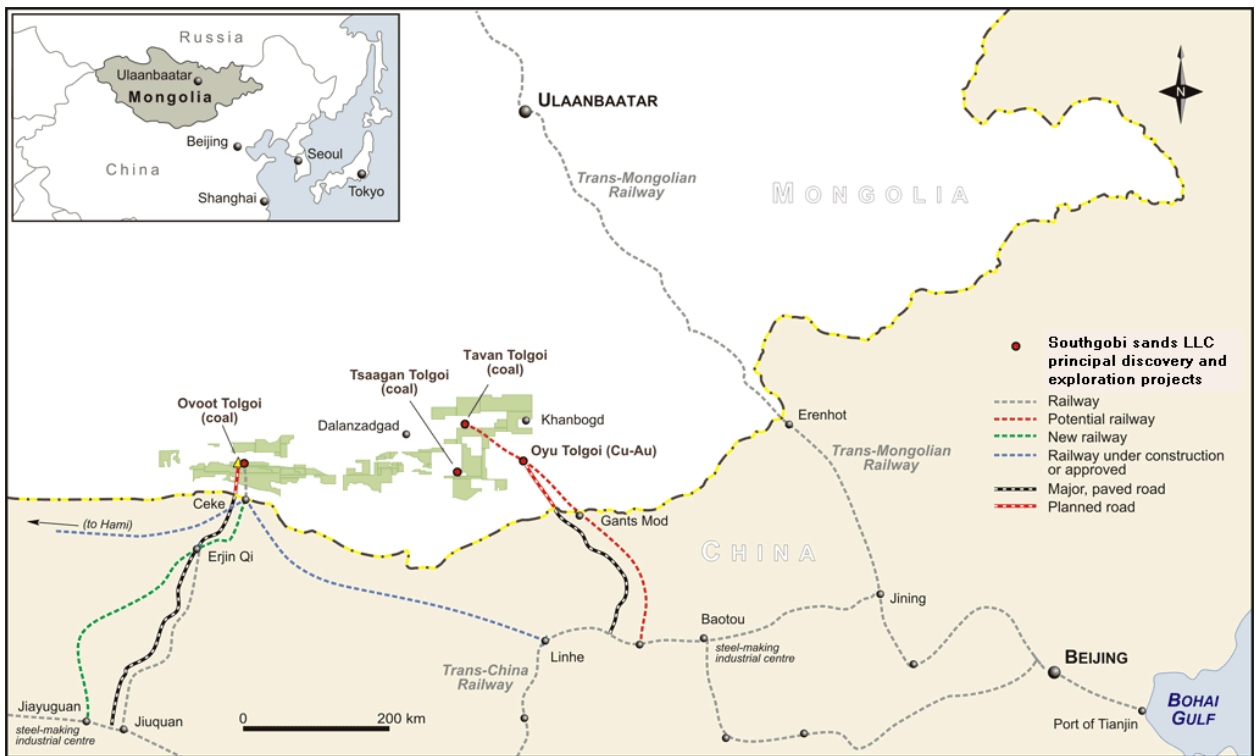 Russia
Ulaanbaatar
Mongolia
Beijing
China
Seoul
Tokyo
Shanghai
ULAANBAATAR
N
Trans-Mongolian
Railway
MONGOLIA
Tavan Tolgoi
(coal)
Tsaagan Tolgoi
(coal)
Ovoot Tolgoi
(coal)
Dalanzadgad
Khanbogd
Oyu Tolgoi (Cu-Au)
Erenhot
Trans-Mongolian
Railway
Southgobi sands LLC
principal discovery and
exploration projects
Railway
Potential railway
New railway
Railway under construction
or approved
Major, paved road
Planned road
Ceke
(to Hami)
Gants Mod
Erjin Qi
CHINA
Jining
Baotou
steel-making
industrial centre
Linhe
Trans-China
Railway
BEIJING
BOHAI
GULF
Port of Tianjin
Jiayuguan
steel-making
industrial centre
Jiuquan
0
200 km